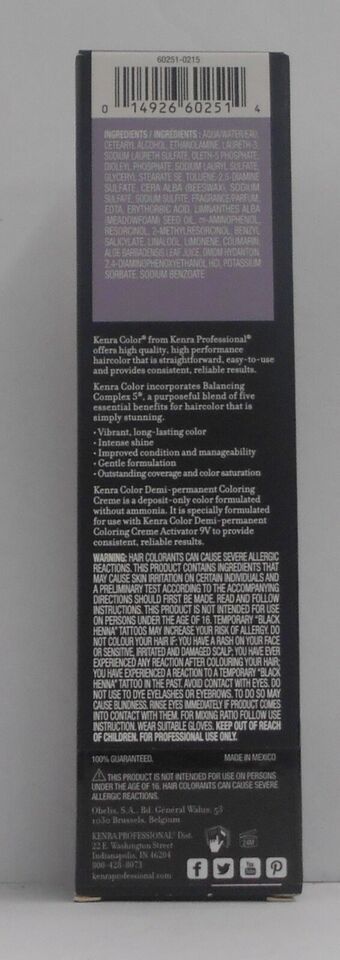 60251-0215
0 14926 60251 4
INGREDIENTS / INGREDIENTS: AQUA/WATER/EAU,
CETEARYL ALCOHOL, ETHANOLAMINE, LAURETH-3,
SODIUM LAURETH SULFATE, OLETH-5 PHOSPHATE,
DIOLEYL PHOSPHATE, SODIUM LAURYL SULFATE,
GLYCERYL STEARATE SE, TOLUENE-2,5-DIAMINE
SULFATE, CERA ALBA (BEESWAX), SODIUM
SULFATE, SODIUM SULFITE, FRAGRANCE/PARFUM,
EDTA, ERYTHORBIC ACID, LIMNANTHES ALBA
(MEADOWFOAM) SEED OIL, m-AMINOPHENOL,
RESORCINOL, 2-METHYLRESORCINOL, BENZYL
SALICYLATE, LINALOOL, LIMONENE, COUMARIN,
ALOE BARBADENSIS LEAF JUICE, DMDM HYDANTOIN,
2,4-DIAMINOPHENOXYETHANOL HCl, POTASSIUM
SORBATE, SODIUM BENZOATE
Kenra Color® from Kenra Professional®
offers high quality, high performance
haircolor that is straightforward, easy-to-use
and provides consistent, reliable results.
Kenra Color incorporates Balancing
Complex 5®, a purposeful blend of five
essential benefits for haircolor that is
simply stunning.
• Vibrant, long-lasting color
• Intense shine
• Improved condition and manageability
• Gentle formulation
• Outstanding coverage and color saturation
Kenra Color Demi-permanent Coloring
Creme is a deposit-only color formulated
without ammonia. It is specially formulated
for use with Kenra Color Demi-permanent
Coloring Creme Activator 9V to provide
consistent, reliable results.
WARNING: HAIR COLORANTS CAN CAUSE SEVERE ALLERGIC
REACTIONS. THIS PRODUCT CONTAINS INGREDIENTS THAT
MAY CAUSE SKIN IRRITATION ON CERTAIN INDIVIDUALS AND
A PRELIMINARY TEST ACCORDING TO THE ACCOMPANYING
DIRECTIONS SHOULD FIRST BE MADE. READ AND FOLLOW
INSTRUCTIONS. THIS PRODUCT IS NOT INTENDED FOR USE
ON PERSONS UNDER THE AGE OF 16. TEMPORARY "BLACK
HENNA" TATTOOS MAY INCREASE YOUR RISK OF ALLERGY. DO
NOT COLOUR YOUR HAIR IF: YOU HAVE A RASH ON YOUR FACE
OR SENSITIVE, IRRITATED AND DAMAGED SCALP; YOU HAVE EVER
EXPERIENCED ANY REACTION AFTER COLOURING YOUR HAIR;
YOU HAVE EXPERIENCED A REACTION TO A TEMPORARY "BLACK
HENNA" TATTOO IN THE PAST. AVOID CONTACT WITH EYES. DO
NOT USE TO DYE EYELASHES OR EYEBROWS. TO DO SO MAY
CAUSE BLINDNESS. RINSE EYES IMMEDIATELY IF PRODUCT
COMES INTO CONTACT WITH THEM. FOR MIXING RATIO FOLLOW USE
INSTRUCTION. WEAR SUITABLE GLOVES. KEEP OUT OF REACH
OF CHILDREN. FOR PROFESSIONAL USE ONLY.
100% GUARANTEED. MADE IN MEXICO
THIS PRODUCT IS NOT INTENDED FOR USE ON PERSONS
UNDER THE AGE OF 16. HAIR COLORANTS CAN CAUSE SEVERE
ALLERGIC REACTIONS.
Obelis, S.A., Bd. Général Wahis, 53
1030 Brussels, Belgium
KENRA PROFESSIONAL® Dist.
22 E. Washington Street
Indianapolis, IN 46204
800-428-8073
kenraprofessional.com
24M